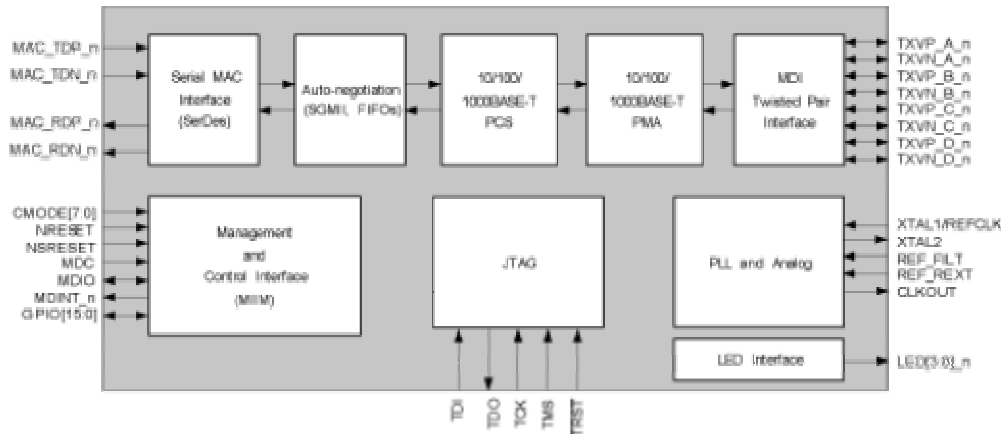 MAC_TDP_n
MAC_TDN_n
MAC_RDP_n
MAC_RDN_n
Serial MAC
Interface
(SerDes)
Auto-negotiation
(SGMII, FIFOs)
10/100/
1000BASE-T
PCS
10/100/
1000BASE-T
PMA
MDI
Twisted Pair
Interface
TXVP_A_n
TXVN_A_n
TXVP_B_n
TXVN_B_n
TXVP_C_n
TXVN_C_n
TXVP_D_n
TXVN_D_n
CMODE[7:0]
NRESET
NSRESET
MDC
MDIO
MDINT_n
GPIO[15:0]
Management
and
Control Interface
(MIIM)
JTAG
PLL and Analog
XTAL1/REFCLK
XTAL2
REF_FILT
REF_REXT
CLKOUT
LED Interface
LED[3:0]_n
TDI
TDO
TCK
TMS
TRST